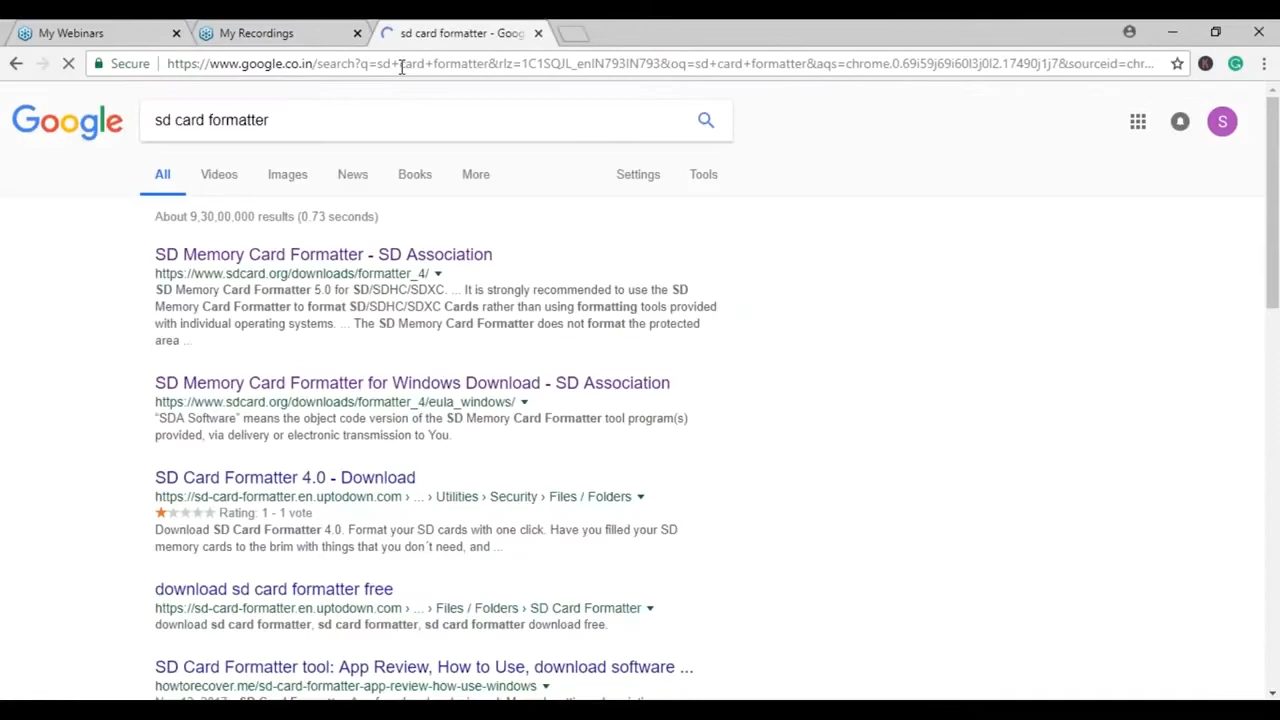 My Webinars
My Recordings
sd card formatter - Goog
Secure
https://www.google.co.in/search?q=sd+card+formatter&rlz=1C1SQJL_enIN793IN793&oq=sd+card+formatter&aqs=chrome.0.69i59j69i60l3j0l2.17490j1j7&sourceid=chr...
Google
sd card formatter
S
All
Videos
Images
News
Books
More
Settings
Tools
About 9,30,00,000 results (0.73 seconds)
SD Memory Card Formatter - SD Association
https://www.sdcard.org/downloads/formatter_4/
SD Memory Card Formatter 5.0 for SD/SDHC/SDXC. ... It is strongly recommended to use the SD
Memory Card Formatter to format SD/SDHC/SDXC Cards rather than using formatting tools provided
with individual operating systems. ... The SD Memory Card Formatter does not format the protected
area ...
SD Memory Card Formatter for Windows Download - SD Association
https://www.sdcard.org/downloads/formatter_4/eula_windows/
“SDA Software” means the object code version of the SD Memory Card Formatter tool program(s)
provided, via delivery or electronic transmission to You.
SD Card Formatter 4.0 - Download
https://sd-card-formatter.en.uptodown.com › ... › Utilities › Security › Files / Folders
Rating: 1 - 1 vote
Download SD Card Formatter 4.0. Format your SD cards with one click. Have you filled your SD
memory cards to the brim with things that you don´t need, and ...
download sd card formatter free
https://sd-card-formatter.en.uptodown.com › ... › Files / Folders › SD Card Formatter
download sd card formatter, sd card formatter, sd card formatter download free.
SD Card Formatter tool: App Review, How to Use, download software ...
howtorecover.me/sd-card-formatter-app-review-how-use-windows